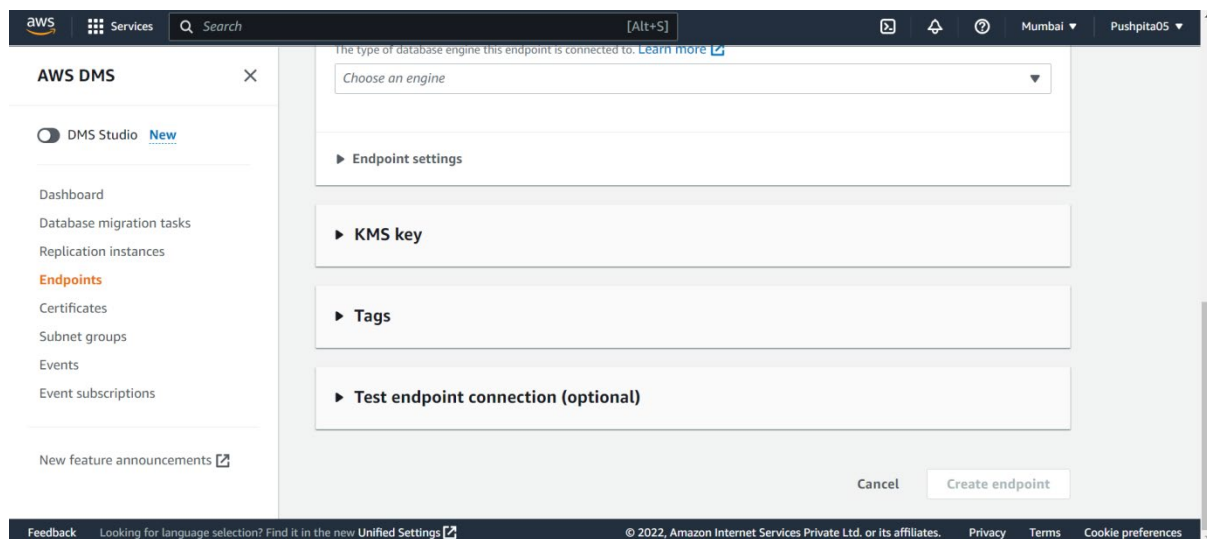 aws
Services
Search
[Alt+S]
Mumbai
Pushpita05
AWS DMS
DMS Studio New
Dashboard
Database migration tasks
Replication instances
Endpoints
Certificates
Subnet groups
Events
Event subscriptions
New feature announcements
The type of database engine this endpoint is connected to. Learn more
Choose an engine
Endpoint settings
KMS key
Tags
Test endpoint connection (optional)
Cancel
Create endpoint
Feedback
Looking for language selection? Find it in the new Unified Settings
© 2022, Amazon Internet Services Private Ltd. or its affiliates.
Privacy
Terms
Cookie preferences